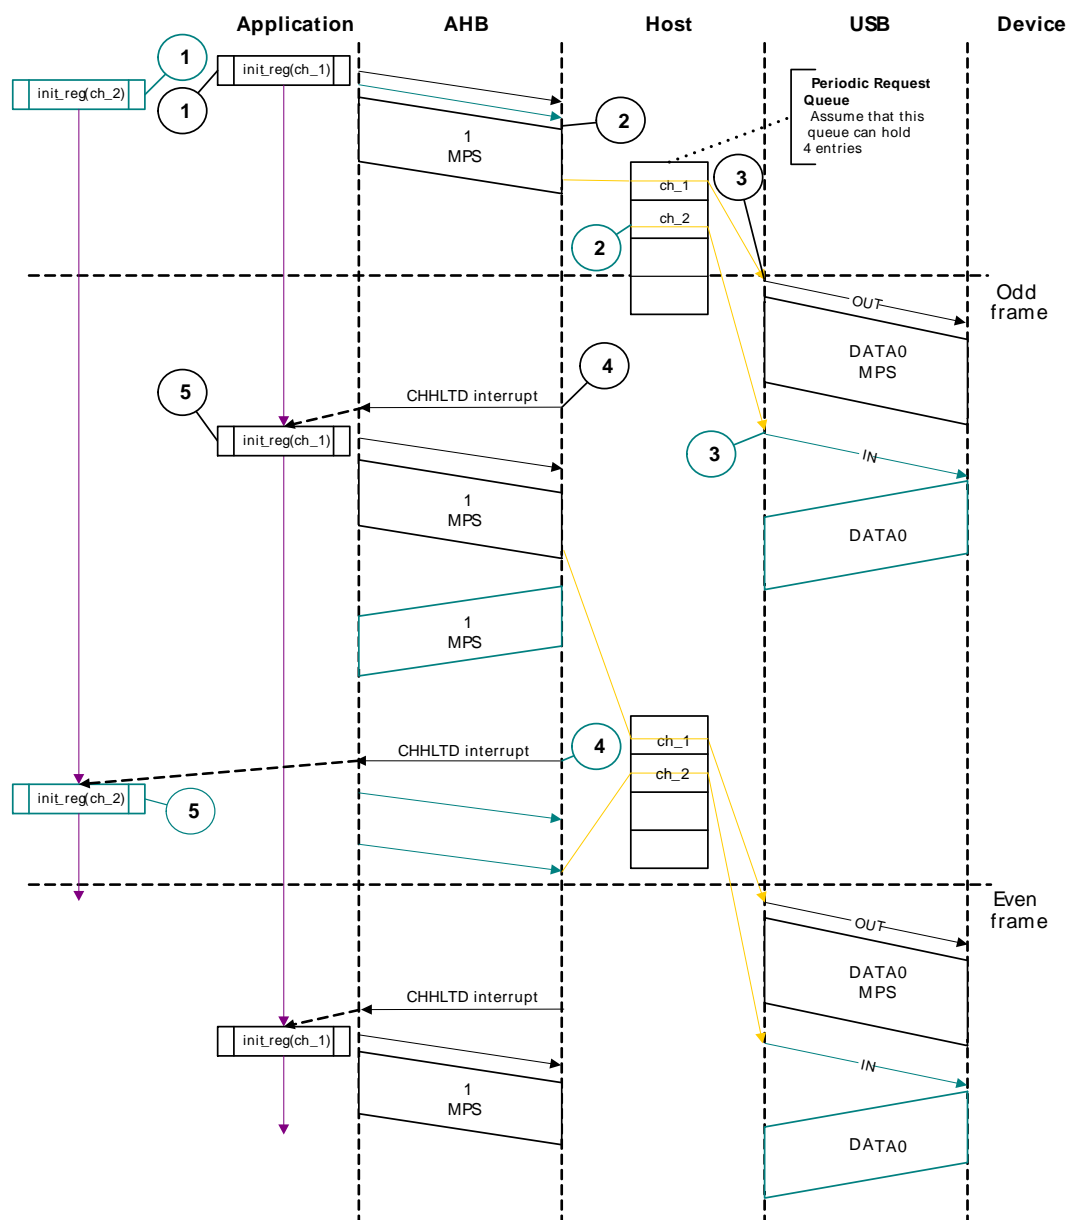 Application
AHB
Host
USB
Device
1
init_reg(ch_1)
init_reg(ch_2)
1
Periodic Request
Queue
Assume that this
queue can hold
4 entries
2
1
MPS
3
ch_1
ch_2
2
Odd
frame
OUT
DATA0
MPS
4
CHHLTD interrupt
5
init_reg(ch_1)
3
IN
1
MPS
DATA0
1
MPS
ch_1
4
CHHLTD interrupt
ch_2
init_reg(ch_2)
5
Even
frame
OUT
DATA0
MPS
CHHLTD interrupt
init_reg(ch_1)
IN
1
MPS
DATA0